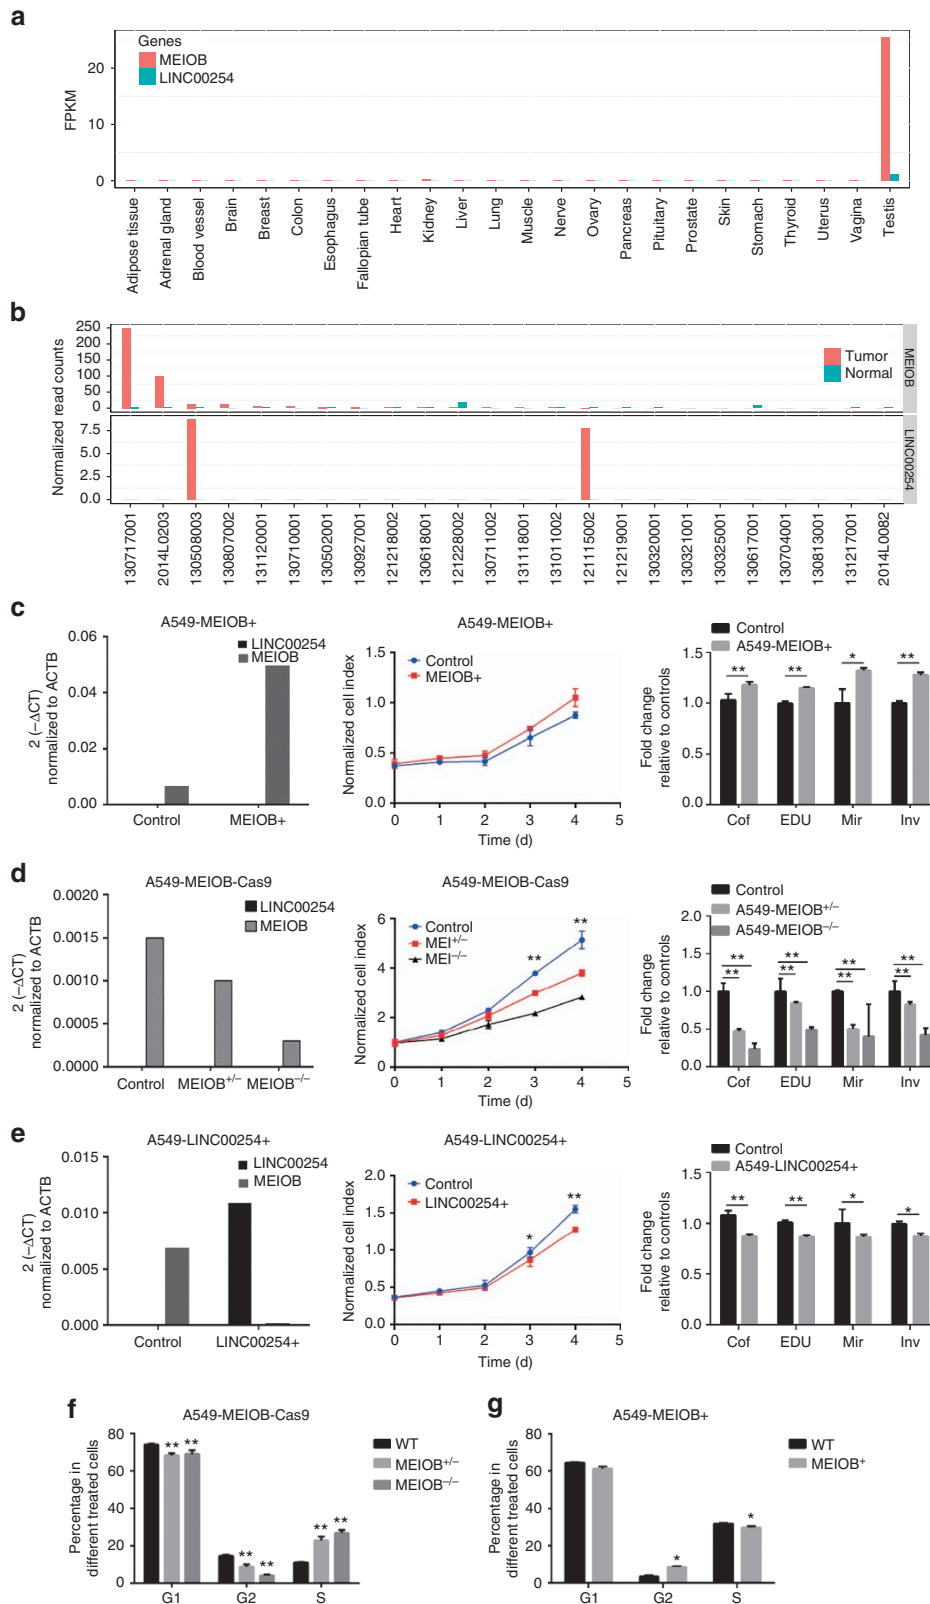 a
Genes
MEIOB
LINC00254
FPKM
20
10
0
Adipose tissue
Adrenal gland
Blood vessel
Brain
Breast
Colon
Esophagus
Fallopian tube
Heart
Kidney
Liver
Lung
Muscle
Nerve
Ovary
Pancreas
Pituitary
Prostate
Skin
Stomach
Thyroid
Uterus
Vagina
Testis
b
Normalized read counts
250
200
150
100
50
0
Tumor
Normal
MEIOB
7.5
5.0
2.5
0.0
LINC00254
130717001
2014L0203
130508003
130807002
131120001
130710001
130502001
130927001
121218002
130618001
121228002
130711002
131118001
131011002
121115002
121219001
130320001
130321001
130325001
130617001
130704001
130813001
131217001
2014L0082
c
A549-MEIOB+
2 (−ΔCT)
normalized to ACTB
0.06
0.04
0.02
0.00
LINC00254
MEIOB
Control
MEIOB+
A549-MEIOB+
Normalized cell index
1.5
1.0
0.5
0.0
Control
MEIOB+
0 1 2 3 4 5
Time (d)
Control
A549-MEIOB+
Fold change
relative to controls
1.5
1.0
0.5
0.0
** ** * **
Cof EDU Mir Inv
d
A549-MEIOB-Cas9
2 (−ΔCT)
normalized to ACTB
0.0020
0.0015
0.0010
0.0005
0.0000
LINC00254
MEIOB
Control MEIOB+/− MEIOB−/−
A549-MEIOB-Cas9
Normalized cell index
6
4
2
0
Control
MEI+/−
MEI−/−
** **
0 1 2 3 4 5
Time (d)
Control
A549-MEIOB+/−
A549-MEIOB−/−
Fold change
relative to controls
2.0
1.5
1.0
0.5
0.0
** ** ** **
** ** ** **
Cof EDU Mir Inv
e
A549-LINC00254+
2 (−ΔCT)
normalized to ACTB
0.015
0.010
0.005
0.000
LINC00254
MEIOB
Control LINC00254+
A549-LINC00254+
Normalized cell index
2.0
1.5
1.0
0.5
0.0
Control
LINC00254+
* **
0 1 2 3 4 5
Time (d)
Control
A549-LINC00254+
Fold change
relative to controls
1.5
1.0
0.5
0.0
** ** * *
Cof EDU Mir Inv
f
A549-MEIOB-Cas9
Percentage in
different treated cells
80
60
40
20
0
** ** ** ** ** **
G1 G2 S
WT
MEIOB+/−
MEIOB−/−
g
A549-MEIOB+
Percentage in
different treated cells
80
60
40
20
0
* *
G1 G2 S
WT
MEIOB+